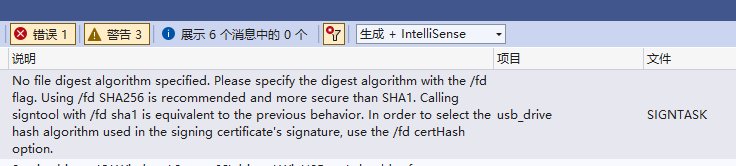 错误 1 警告 3 展示 6 个消息中的 0 个 生成 + IntelliSense
说明 项目 文件
No file digest algorithm specified. Please specify the digest algorithm with the /fd
flag. Using /fd SHA256 is recommended and more secure than SHA1. Calling
signtool with /fd sha1 is equivalent to the previous behavior. In order to select the usb_drive SIGNTASK
hash algorithm used in the signing certificate's signature, use the /fd certHash
option.